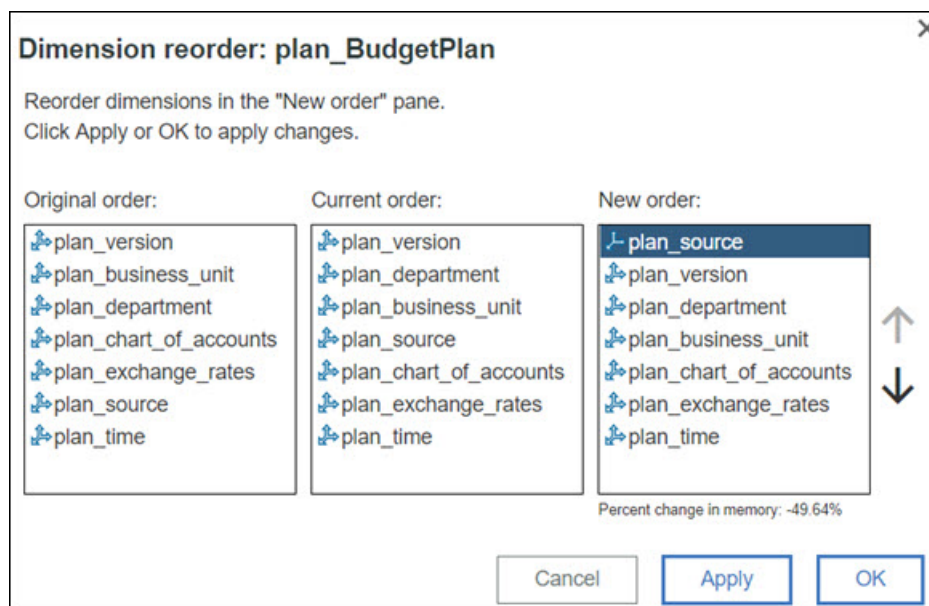 Dimension reorder: plan_BudgetPlan
Reorder dimensions in the "New order" pane.
Click Apply or OK to apply changes.
Original order:
plan_version
plan_business_unit
plan_department
plan_chart_of_accounts
plan_exchange_rates
plan_source
plan_time
Current order:
plan_version
plan_department
plan_business_unit
plan_source
plan_chart_of_accounts
plan_exchange_rates
plan_time
New order:
plan_source
plan_version
plan_department
plan_business_unit
plan_chart_of_accounts
plan_exchange_rates
plan_time
Percent change in memory: -49.64%
Cancel
Apply
OK